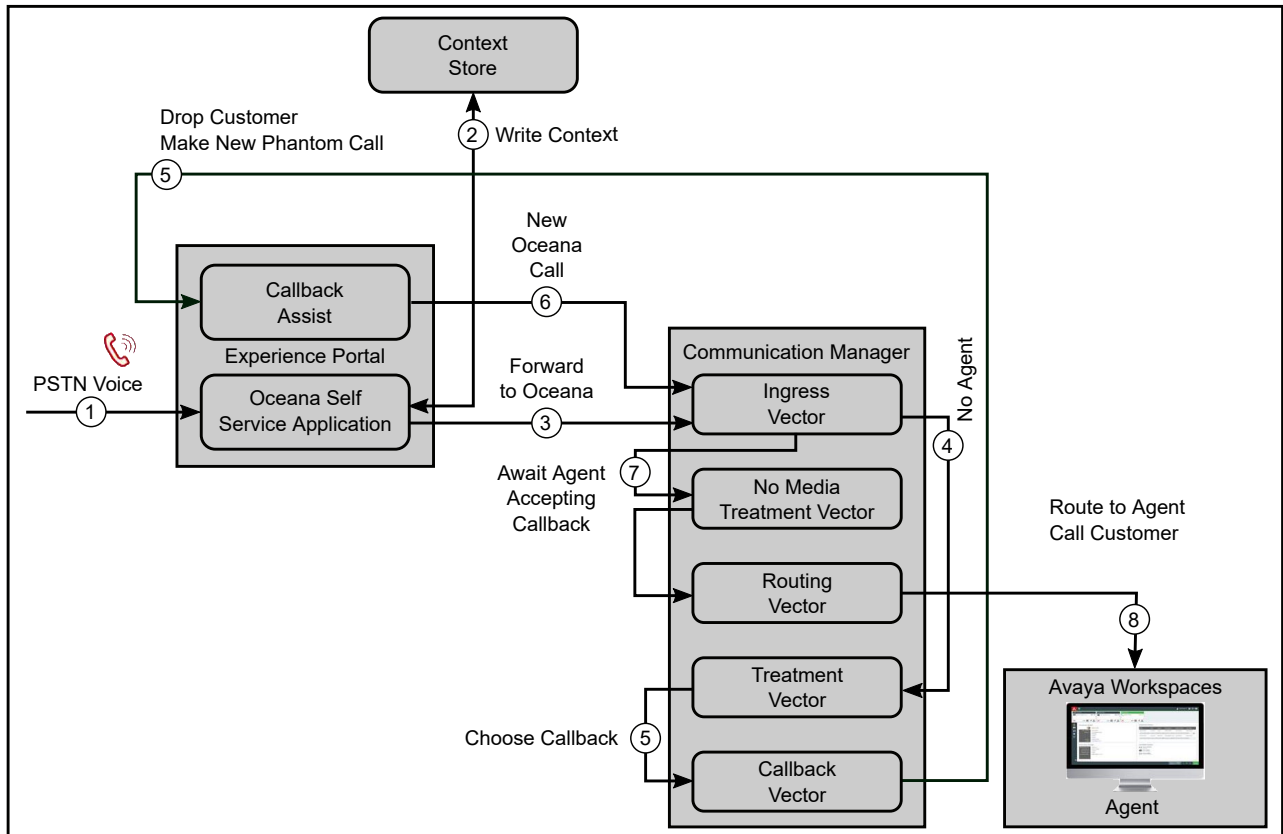 Context
Store
Drop Customer
Make New Phantom Call
2
Write Context
5
New
Oceana
Call
6
Callback
Assist
Experience Portal
PSTN Voice
1
Oceana Self
Service Application
Forward
to Oceana
3
Communication Manager
Ingress
Vector
No Agent
4
7
Await Agent
Accepting
Callback
No Media
Treatment Vector
Route to Agent
Call Customer
Routing
Vector
8
Treatment
Vector
Choose Callback
5
Callback
Vector
Avaya Workspaces
Agent